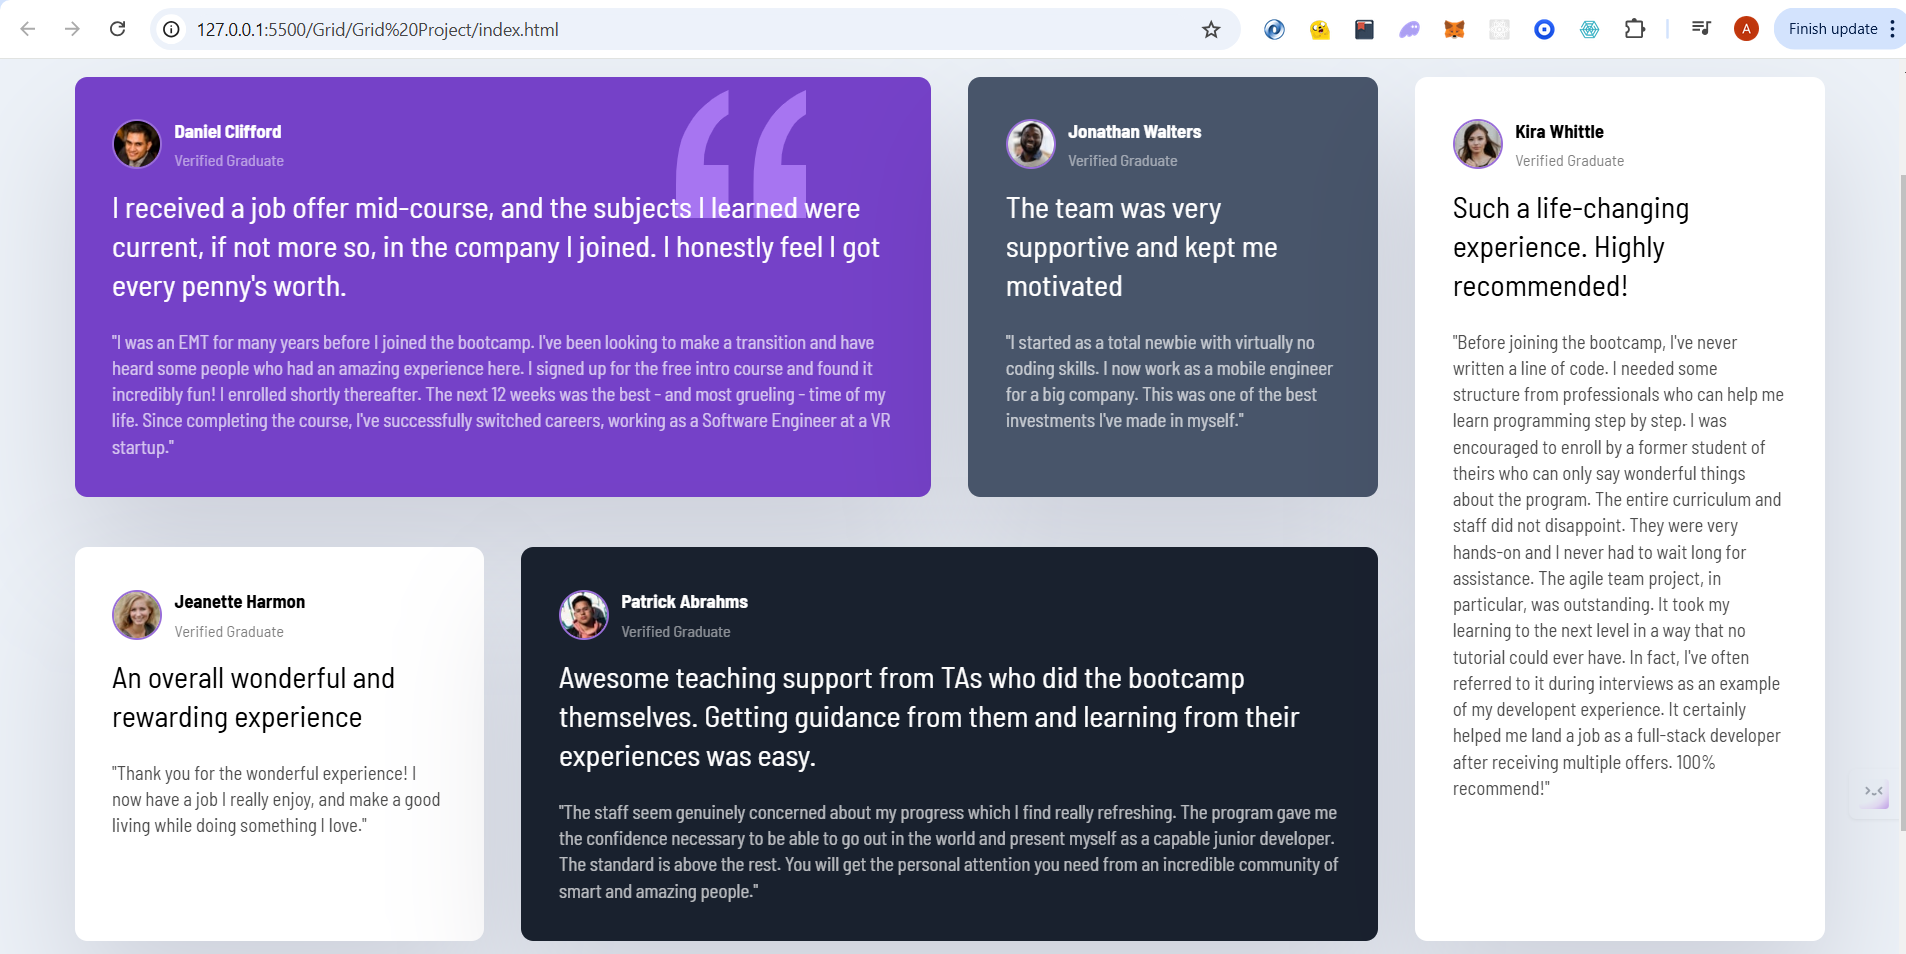 127.0.0.1:5500/Grid/Grid%20Project/index.html
A
Finish update
Daniel Clifford
Verified Graduate
I received a job offer mid-course, and the subjects I learned were
current, if not more so, in the company I joined. I honestly feel I got
every penny's worth.
"I was an EMT for many years before I joined the bootcamp. I've been looking to make a transition and have
heard some people who had an amazing experience here. I signed up for the free intro course and found it
incredibly fun! I enrolled shortly thereafter. The next 12 weeks was the best - and most grueling - time of my
life. Since completing the course, I've successfully switched careers, working as a Software Engineer at a VR
startup."
Jonathan Walters
Verified Graduate
The team was very
supportive and kept me
motivated
"I started as a total newbie with virtually no
coding skills. I now work as a mobile engineer
for a big company. This was one of the best
investments I've made in myself."
Kira Whittle
Verified Graduate
Such a life-changing
experience. Highly
recommended!
"Before joining the bootcamp, I've never
written a line of code. I needed some
structure from professionals who can help me
learn programming step by step. I was
encouraged to enroll by a former student of
theirs who can only say wonderful things
about the program. The entire curriculum and
staff did not disappoint. They were very
hands-on and I never had to wait long for
assistance. The agile team project, in
particular, was outstanding. It took my
learning to the next level in a way that no
tutorial could ever have. In fact, I've often
referred to it during interviews as an example
of my developent experience. It certainly
helped me land a job as a full-stack developer
after receiving multiple offers. 100%
recommend!"
Jeanette Harmon
Verified Graduate
An overall wonderful and
rewarding experience
"Thank you for the wonderful experience! I
now have a job I really enjoy, and make a good
living while doing something I love."
Patrick Abrahms
Verified Graduate
Awesome teaching support from TAs who did the bootcamp
themselves. Getting guidance from them and learning from their
experiences was easy.
"The staff seem genuinely concerned about my progress which I find really refreshing. The program gave me
the confidence necessary to be able to go out in the world and present myself as a capable junior developer.
The standard is above the rest. You will get the personal attention you need from an incredible community of
smart and amazing people."